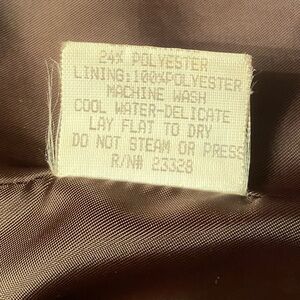 24% POLYESTER
LINING:100%POLYESTER
MACHINE WASH
COOL WATER-DELICATE
LAY FLAT TO DRY
DO NOT STEAM OR PRESS
R/N# 23328